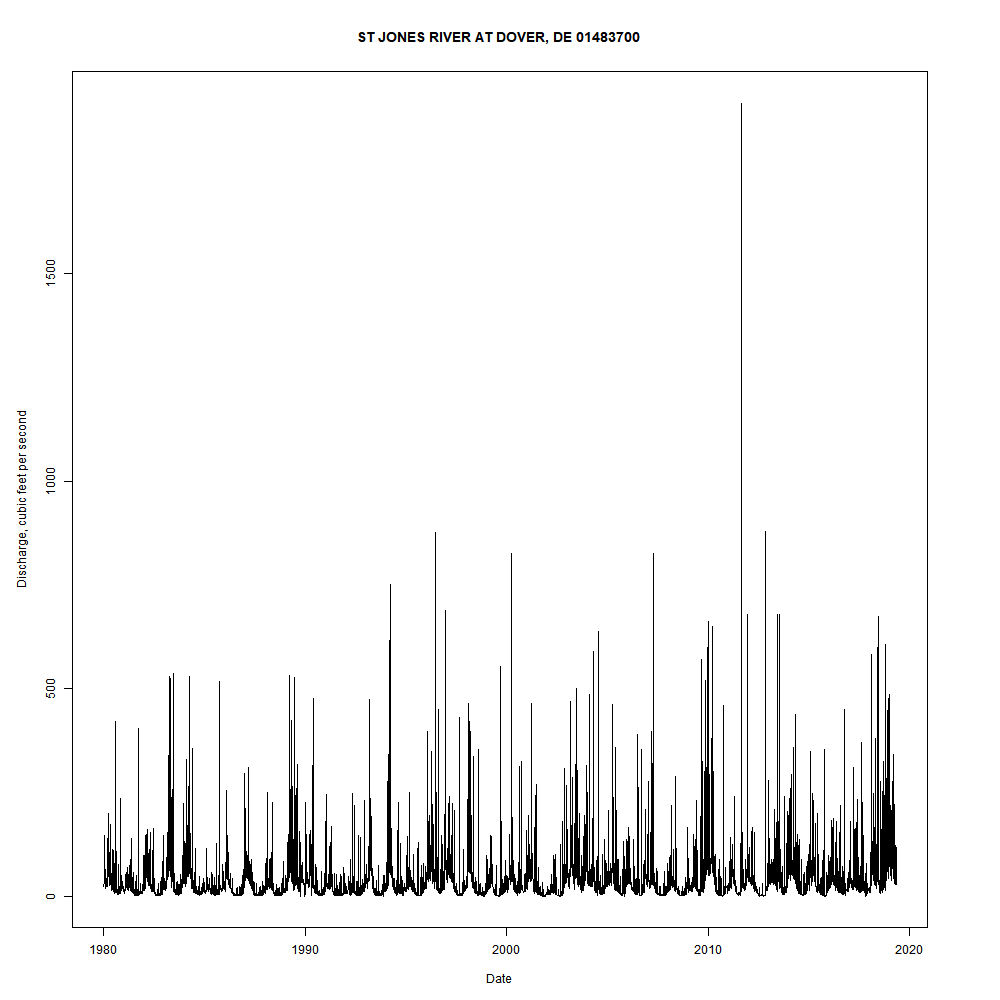 ST JONES RIVER AT DOVER, DE 01483700
Discharge, cubic feet per second
1500
1000
500
0
1980 1990 2000 2010 2020
Date